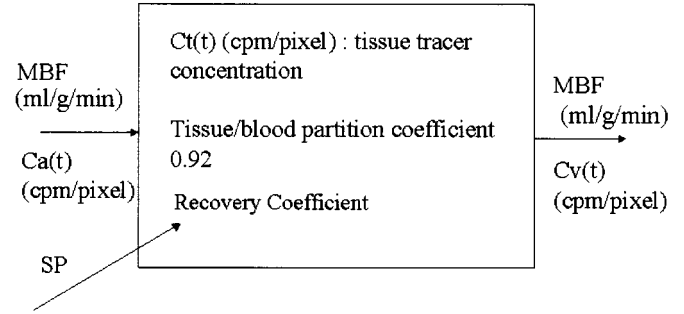 Ct(t) (cpm/pixel) : tissue tracer
concentration
MBF
(ml/g/min)
Tissue/blood partition coefficient
0.92
Ca(t)
(cpm/pixel)
Recovery Coefficient
SP
MBF
(ml/g/min)
Cv(t)
(cpm/pixel)